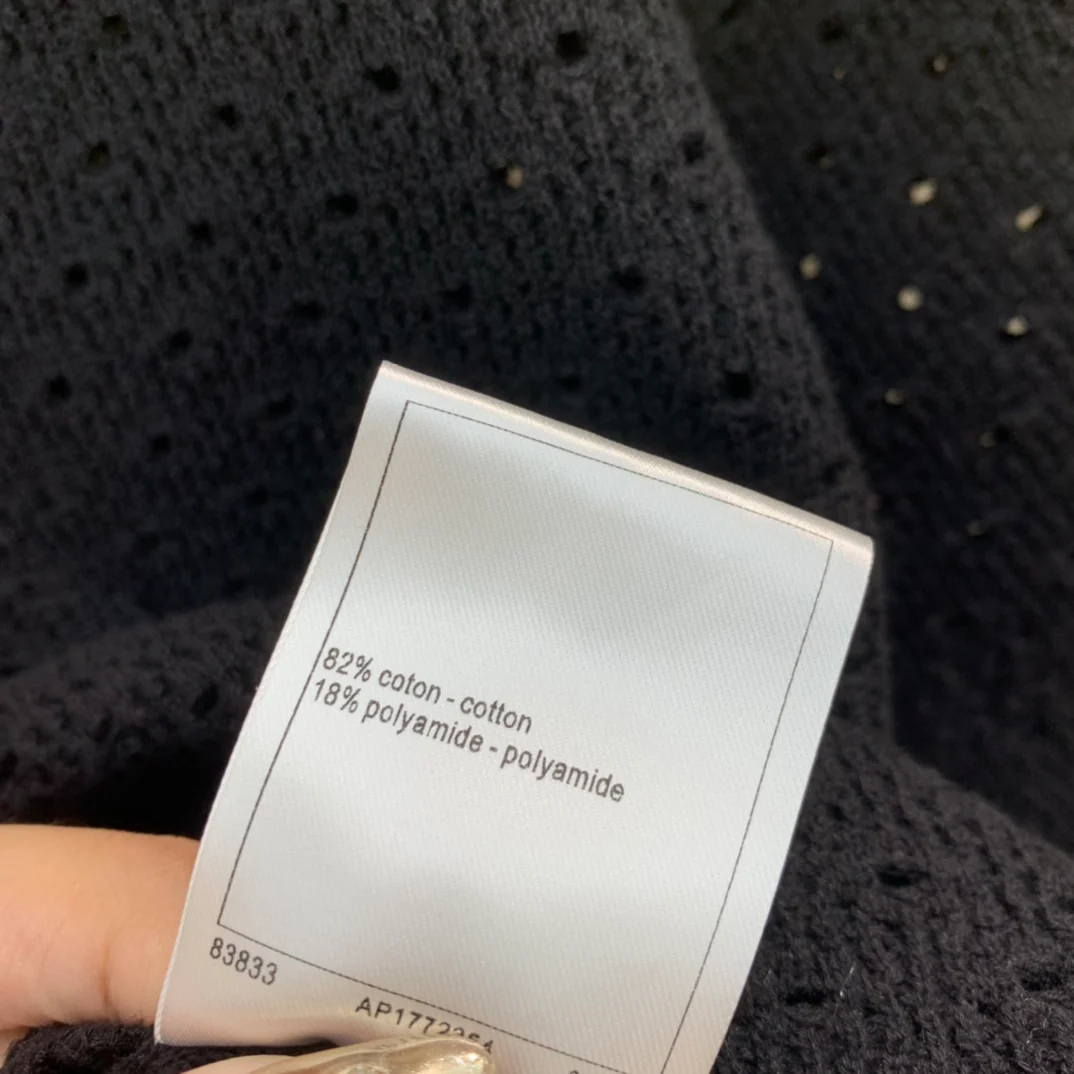 82% coton - cotton
18% polyamide - polyamide
83833